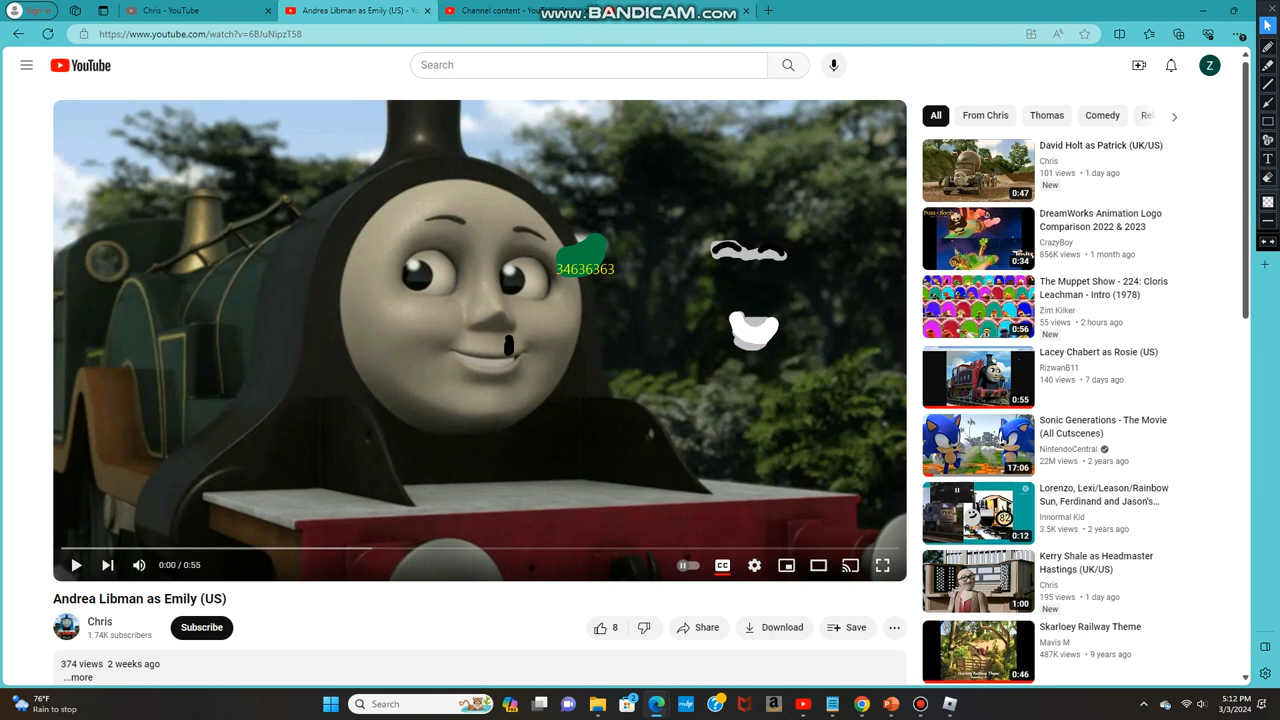 Sign in
Chris - YouTube
Andrea Libman as Emily (US) - Yo
Channel content - YouTube
www.BANDICAM.com
https://www.youtube.com/watch?v=6BJuNipzTS8
YouTube
Search
Z
All
From Chris
Thomas
Comedy
34636363
David Holt as Patrick (UK/US)
Chris
101 views • 1 day ago
New
0:47
DreamWorks Animation Logo
Comparison 2022 & 2023
CrazyBoy
856K views • 1 month ago
0:34
The Muppet Show - 224: Cloris
Leachman - Intro (1978)
Zim Kilker
55 views • 2 hours ago
New
0:56
Lacey Chabert as Rosie (US)
RizwanB11
140 views • 7 days ago
0:55
Sonic Generations - The Movie
(All Cutscenes)
NintendoCentral
22M views • 2 years ago
17:06
Lorenzo, Lexi/Leason/Rainbow
Sun, Ferdinand and Jason's...
Innormal Kid
3.5K views • 2 years ago
0:12
Kerry Shale as Headmaster
Hastings (UK/US)
Chris
195 views • 1 day ago
New
1:00
Skarloey Railway Theme
Mavis M
487K views • 9 years ago
0:46
0:00 / 0:55
CC
Andrea Libman as Emily (US)
Chris
1.74K subscribers
Subscribe
8
Share
Download
Save
374 views 2 weeks ago
...more
76°F
Rain to stop
Search
5:12 PM
5/3/2024